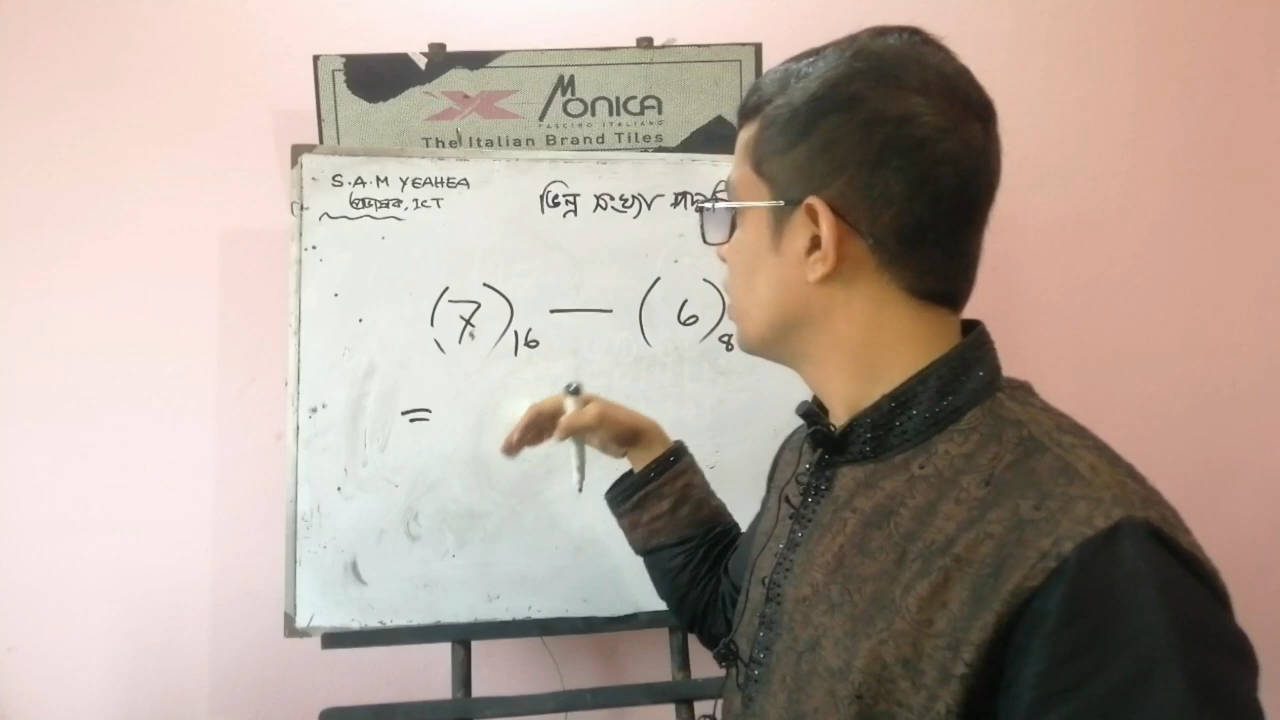 MONICA
FASCINO ITALIANO
The Italian Brand Tiles
S.A.M YEAHEA
প্রভাষক, ICT
ভিন্ন সংখ্যা
(7)16 — (6)8
=